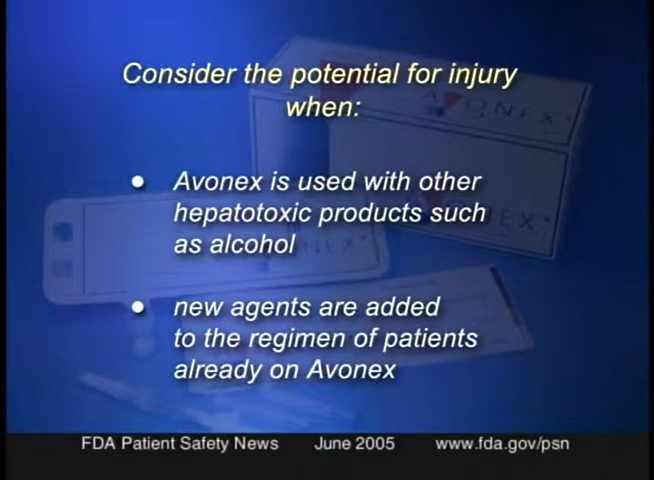 Consider the potential for injury
when:
• Avonex is used with other
hepatotoxic products such
as alcohol
• new agents are added
to the regimen of patients
already on Avonex
AVONEX
FDA Patient Safety News June 2005 www.fda.gov/psn